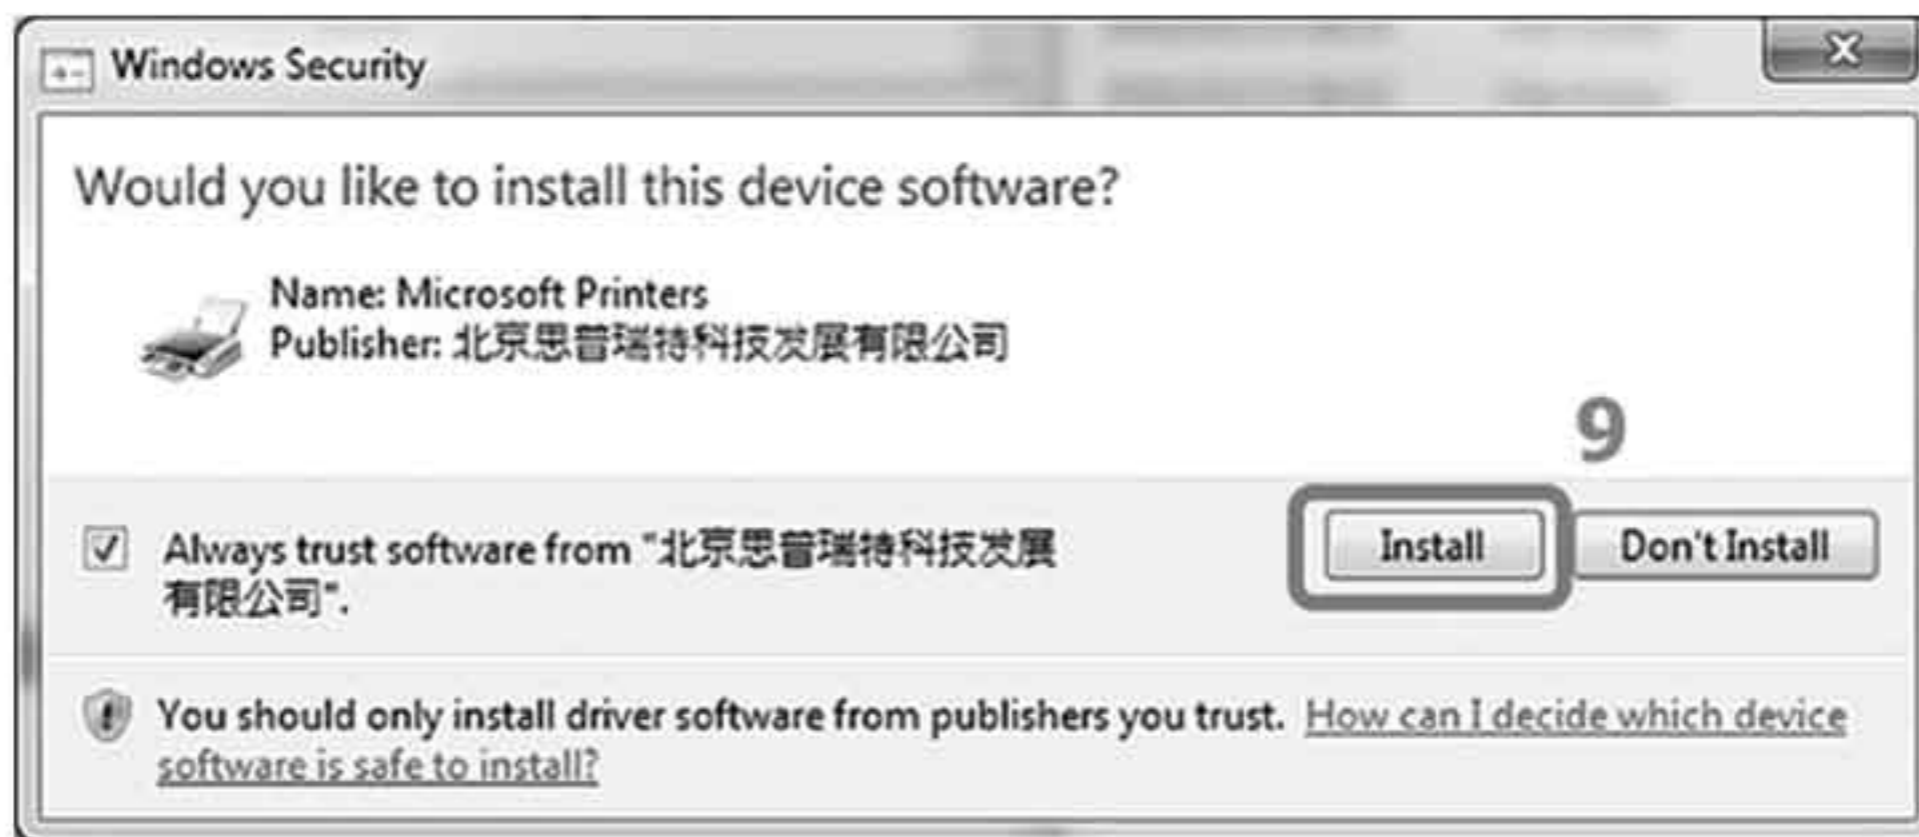 Windows Security
Would you like to install this device software?
Name: Microsoft Printers
Publisher: 北京思普瑞特科技发展有限公司
9
Always trust software from "北京思普瑞特科技发展
有限公司".
Install
Don't Install
You should only install driver software from publishers you trust. How can I decide which device
software is safe to install?